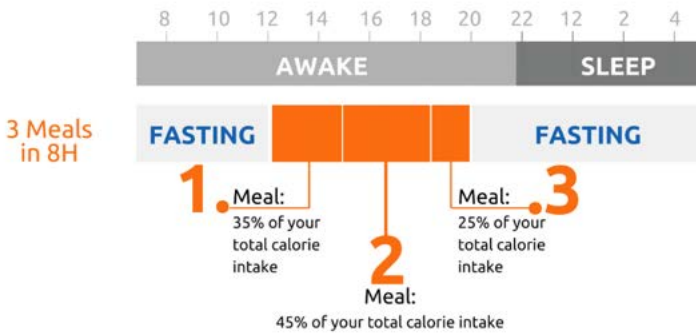 8 10 12 14 16 18 20 22 12 2 4
AWAKE SLEEP
3 Meals
in 8H
FASTING FASTING
1. Meal:
35% of your
total calorie
intake
2
Meal:
45% of your total calorie intake
.3 Meal:
25% of your
total calorie
intake